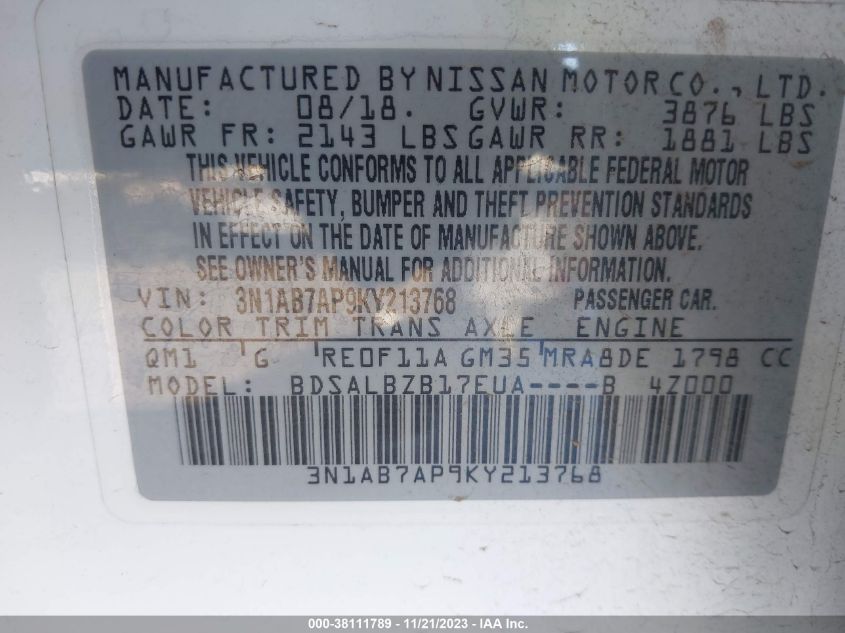 MANUFACTURED BY NISSAN MOTOR CO., LTD.
DATE: 08/18. GVWR: 3876 LBS
GAWR FR: 2143 LBS GAWR RR: 1881 LBS
THIS VEHICLE CONFORMS TO ALL APPLICABLE FEDERAL MOTOR
VEHICLE SAFETY, BUMPER AND THEFT PREVENTION STANDARDS
IN EFFECT ON THE DATE OF MANUFACTURE SHOWN ABOVE.
SEE OWNER'S MANUAL FOR ADDITIONAL INFORMATION.
VIN: 3N1AB7AP9KY213768 PASSENGER CAR.
COLOR TRIM TRANS AXLE ENGINE
QM1 G RE0F11A GM35 MRA8DE 1798 CC
MODEL: BDSALBZB17EUA----B 4Z000
3N1AB7AP9KY213768
000-38111789 - 11/21/2023 - IAA Inc.